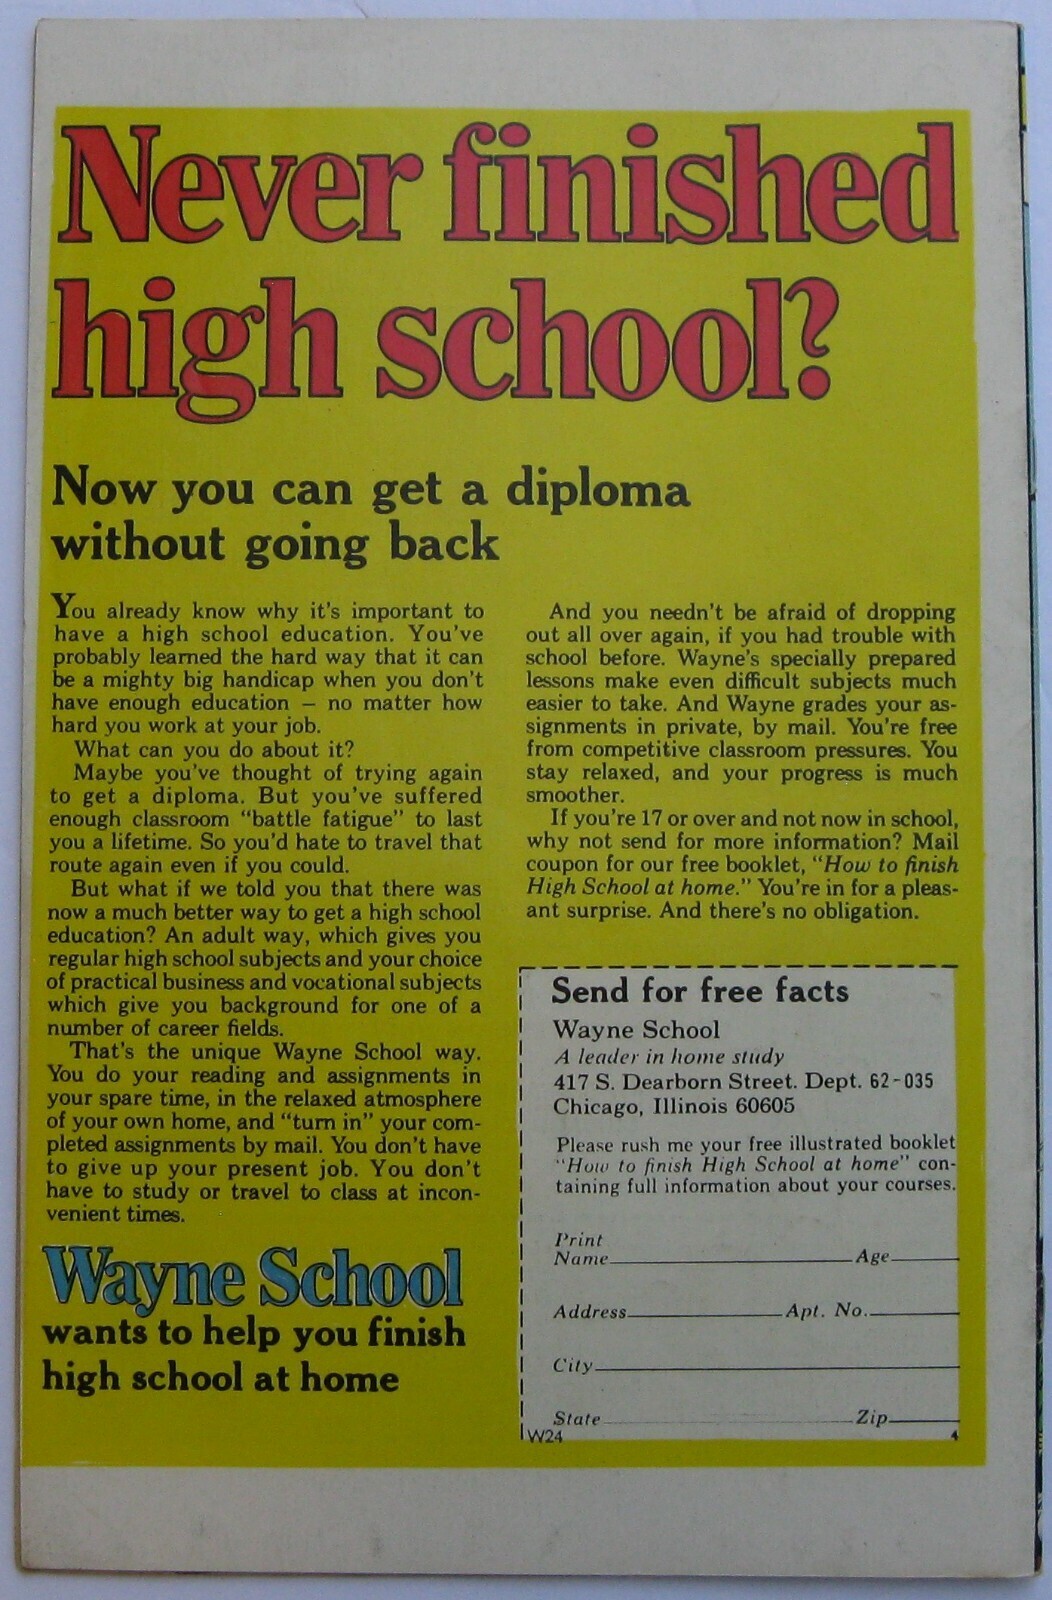 Never finished
high school?
Now you can get a diploma
without going back
You already know why it's important to
have a high school education. You've
probably learned the hard way that it can
be a mighty big handicap when you don't
have enough education – no matter how
hard you work at your job.
What can you do about it?
Maybe you've thought of trying again
to get a diploma. But you've suffered
enough classroom "battle fatigue" to last
you a lifetime. So you'd hate to travel that
route again even if you could.
But what if we told you that there was
now a much better way to get a high school
education? An adult way, which gives you
regular high school subjects and your choice
of practical business and vocational subjects
which give you background for one of a
number of career fields.
That's the unique Wayne School way.
You do your reading and assignments in
your spare time, in the relaxed atmosphere
of your own home, and "turn in" your com-
pleted assignments by mail. You don't have
to give up your present job. You don't
have to study or travel to class at incon-
venient times.
Wayne School
wants to help you finish
high school at home
And you needn't be afraid of dropping
out all over again, if you had trouble with
school before. Wayne's specially prepared
lessons make even difficult subjects much
easier to take. And Wayne grades your as-
signments in private, by mail. You're free
from competitive classroom pressures. You
stay relaxed, and your progress is much
smoother.
If you're 17 or over and not now in school,
why not send for more information? Mail
coupon for our free booklet, "How to finish
High School at home." You're in for a pleas-
ant surprise. And there's no obligation.
Send for free facts
Wayne School
A leader in home study
417 S. Dearborn Street. Dept. 62-035
Chicago, Illinois 60605
Please rush me your free illustrated booklet
"How to finish High School at home" con-
taining full information about your courses.
Print
Name Age
Address Apt. No.
City
State Zip
W24 4